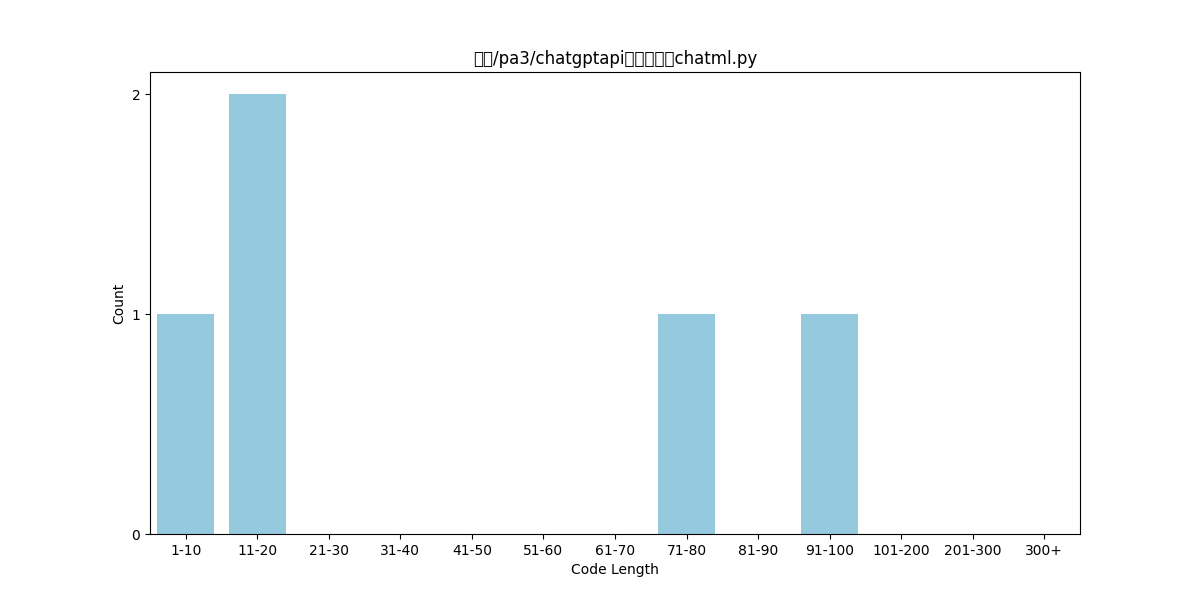 /pa3/chatgptapi
chatml.py
2
1
0
Count
1-10 11-20 21-30 31-40 41-50 51-60 61-70 71-80 81-90 91-100 101-200 201-300 300+
Code Length